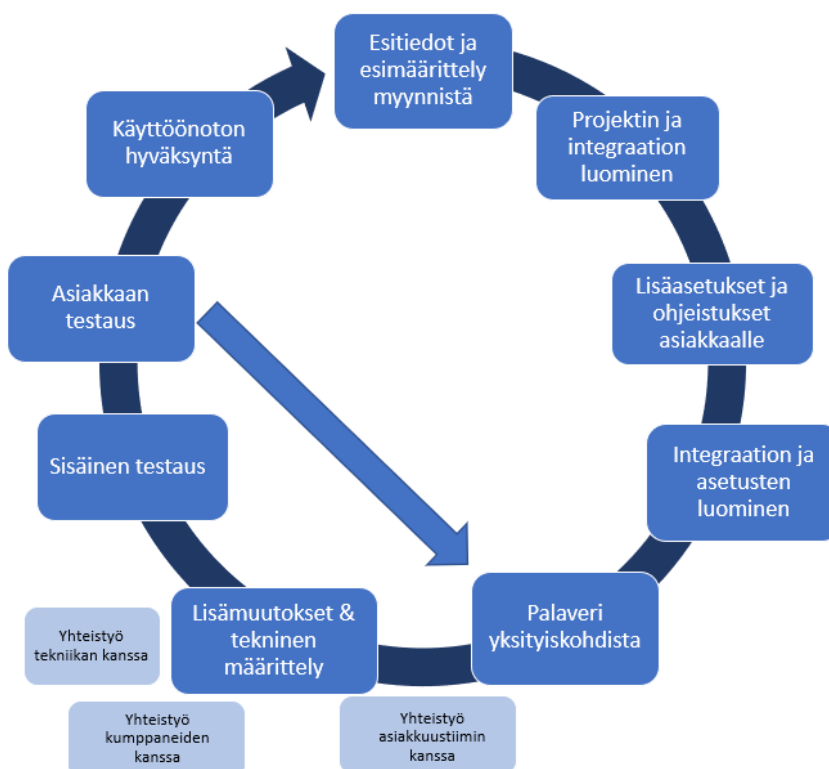 Esitiedot ja
esimäärittely
myynnistä
Projektin ja
integraation
luominen
Lisäasetukset ja
ohjeistukset
asiakkaalle
Integraation ja
asetusten
luominen
Palaveri
yksityiskohdista
Lisämuutokset &
tekninen
määrittely
Yhteistyö
tekniikan kanssa
Yhteistyö
kumppaneiden
kanssa
Yhteistyö
asiakkuustiimin
kanssa
Sisäinen testaus
Asiakkaan
testaus
Käyttöönoton
hyväksyntä